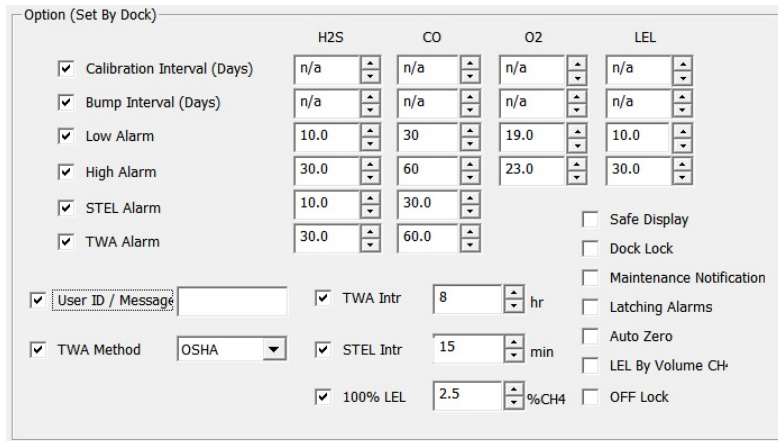 Option (Set By Dock)
H2S CO O2 LEL
Calibration Interval (Days) n/a n/a n/a n/a
Bump Interval (Days) n/a n/a n/a n/a
Low Alarm 10.0 30 19.0 10.0
High Alarm 30.0 60 23.0 30.0
STEL Alarm 10.0 30.0
TWA Alarm 30.0 60.0
Safe Display
Dock Lock
Maintenance Notification
User ID / Message TWA Intr 8 hr
Latching Alarms
Auto Zero
TWA Method OSHA STEL Intr 15 min
LEL By Volume CH
100% LEL 2.5 %CH4
OFF Lock